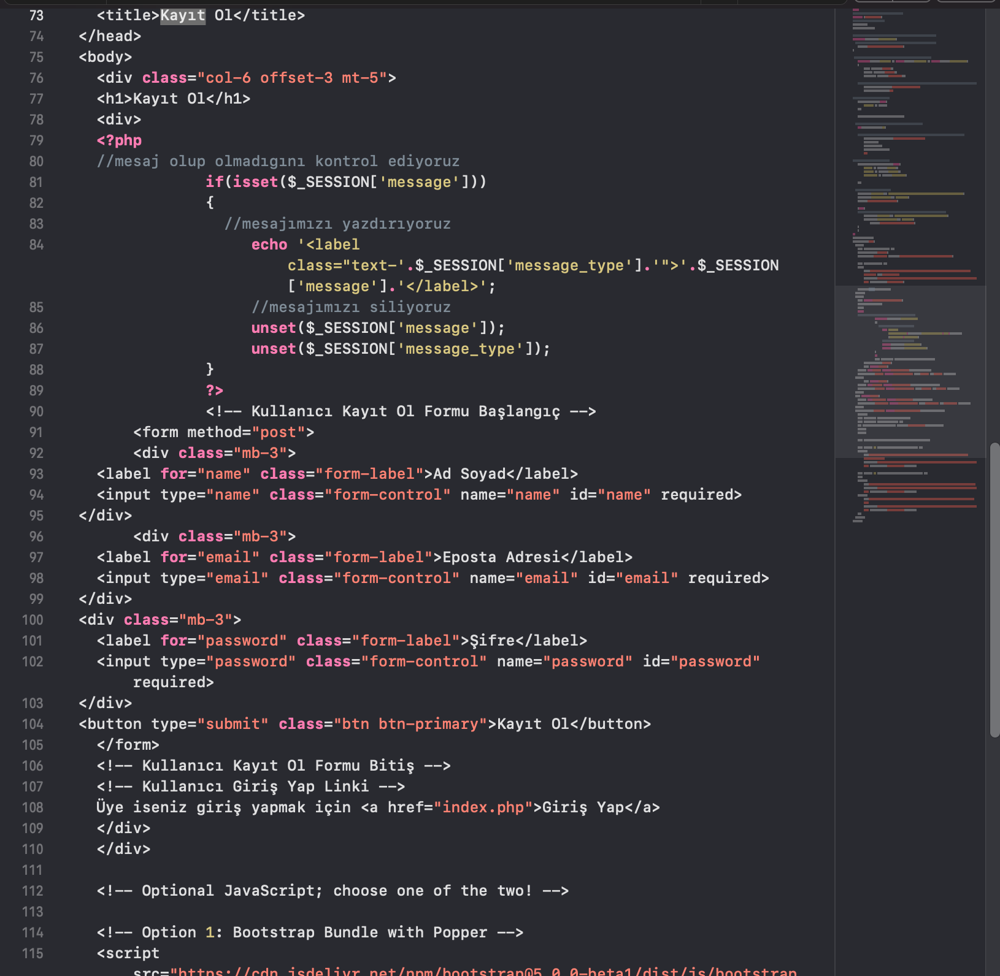 73 <title>Kayıt Ol</title>
74 </head>
75 <body>
76 <div class="col-6 offset-3 mt-5">
77 <h1>Kayıt Ol</h1>
78 <div>
79 <?php
80 //mesaj olup olmadıgını kontrol ediyoruz
81 if(isset($_SESSION['message']))
82 {
83 //mesajımızı yazdırıyoruz
84 echo '<label
class="text-'.$_SESSION['message_type'].'">'.$_SESSION
['message'].'</label>';
85 //mesajımızı siliyoruz
86 unset($_SESSION['message']);
87 unset($_SESSION['message_type']);
88 }
89 ?>
90 <!-- Kullanıcı Kayıt Ol Formu Başlangıç -->
91 <form method="post">
92 <div class="mb-3">
93 <label for="name" class="form-label">Ad Soyad</label>
94 <input type="name" class="form-control" name="name" id="name" required>
95 </div>
96 <div class="mb-3">
97 <label for="email" class="form-label">Eposta Adresi</label>
98 <input type="email" class="form-control" name="email" id="email" required>
99 </div>
100 <div class="mb-3">
101 <label for="password" class="form-label">Şifre</label>
102 <input type="password" class="form-control" name="password" id="password"
required>
103 </div>
104 <button type="submit" class="btn btn-primary">Kayıt Ol</button>
105 </form>
106 <!-- Kullanıcı Kayıt Ol Formu Bitiş -->
107 <!-- Kullanıcı Giriş Yap Linki -->
108 Üye iseniz giriş yapmak için <a href="index.php">Giriş Yap</a>
109 </div>
110 </div>
111
112 <!-- Optional JavaScript; choose one of the two! -->
113
114 <!-- Option 1: Bootstrap Bundle with Popper -->
115 <script
src="https://cdn.jsdelivr.net/npm/bootstrap@5.0.0-beta1/dist/js/bootstrap